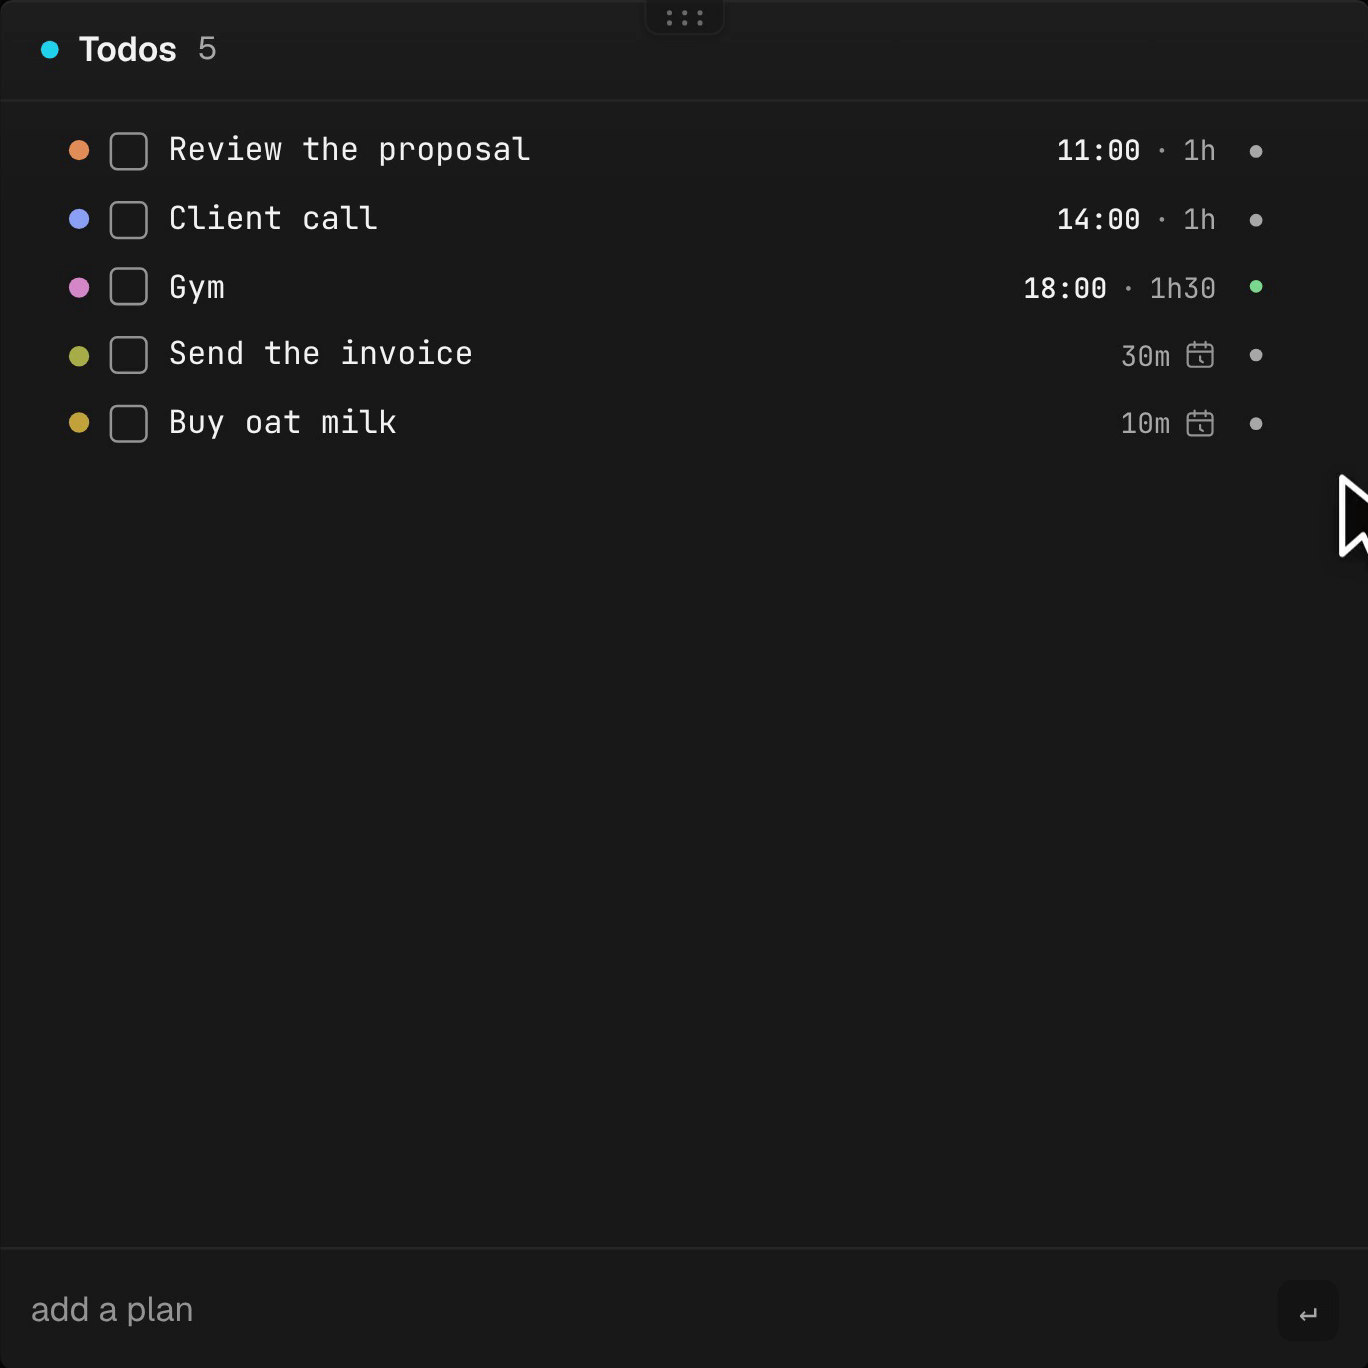 Todos 5
Review the proposal 11:00 · 1h
Client call 14:00 · 1h
Gym 18:00 · 1h30
Send the invoice 30m
Buy oat milk 10m
add a plan